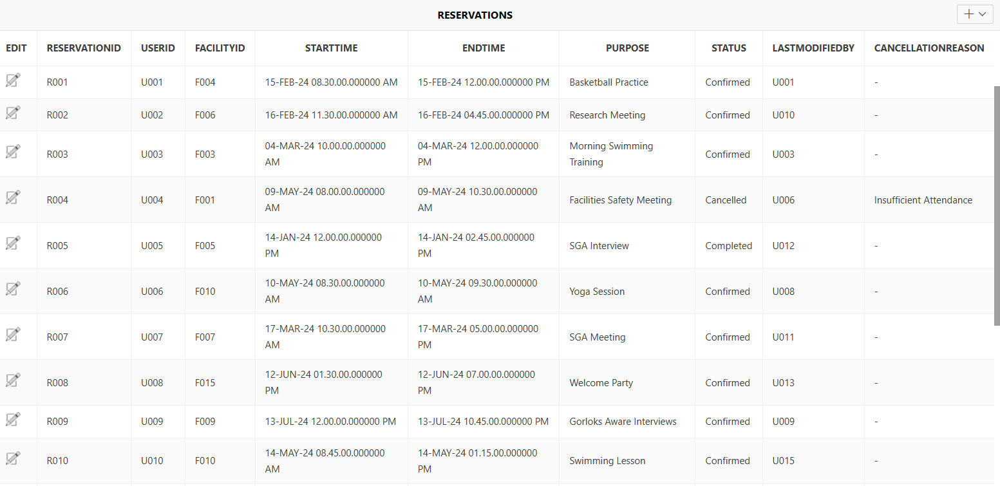 RESERVATIONS
EDIT RESERVATIONID USERID FACILITYID STARTTIME ENDTIME PURPOSE STATUS LASTMODIFIEDBY CANCELLATIONREASON
R001 U001 F004 15-FEB-24 08.30.00.000000 AM 15-FEB-24 12.00.00.000000 PM Basketball Practice Confirmed U001 -
R002 U002 F006 16-FEB-24 11.30.00.000000 AM 16-FEB-24 04.45.00.000000 PM Research Meeting Confirmed U010 -
R003 U003 F003 04-MAR-24 10.00.00.000000 AM 04-MAR-24 12.00.00.000000 PM Morning Swimming Training Confirmed U003 -
R004 U004 F001 09-MAY-24 08.00.00.000000 AM 09-MAY-24 10.30.00.000000 AM Facilities Safety Meeting Cancelled U006 Insufficient Attendance
R005 U005 F005 14-JAN-24 12.00.00.000000 PM 14-JAN-24 02.45.00.000000 PM SGA Interview Completed U012 -
R006 U006 F010 10-MAY-24 08.30.00.000000 AM 10-MAY-24 09.30.00.000000 AM Yoga Session Confirmed U008 -
R007 U007 F007 17-MAR-24 10.30.00.000000 AM 17-MAR-24 05.00.00.000000 PM SGA Meeting Confirmed U011 -
R008 U008 F015 12-JUN-24 01.30.00.000000 PM 12-JUN-24 07.00.00.000000 PM Welcome Party Confirmed U013 -
R009 U009 F009 13-JUL-24 12.00.00.000000 PM 13-JUL-24 10.45.00.000000 PM Gorloks Aware Interviews Confirmed U009 -
R010 U010 F010 14-MAY-24 08.45.00.000000 AM 14-MAY-24 01.15.00.000000 PM Swimming Lesson Confirmed U015 -